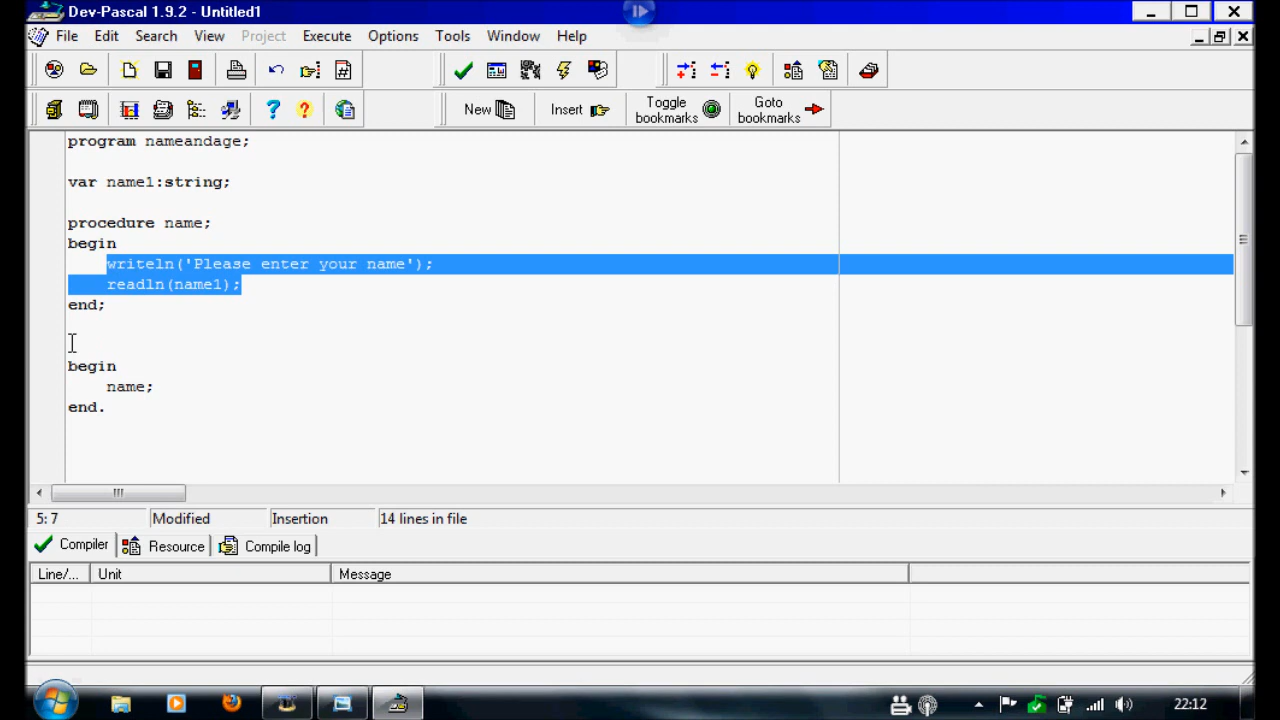 Dev-Pascal 1.9.2 - Untitled1
File Edit Search View Project Execute Options Tools Window Help
New Insert Toggle bookmarks Goto bookmarks
program nameandage;
var name1:string;
procedure name;
begin
writeln('Please enter your name');
readln(name1);
end;
begin
name;
end.
5: 7 Modified Insertion 14 lines in file
Compiler Resource Compile log
Line/... Unit Message
22:12